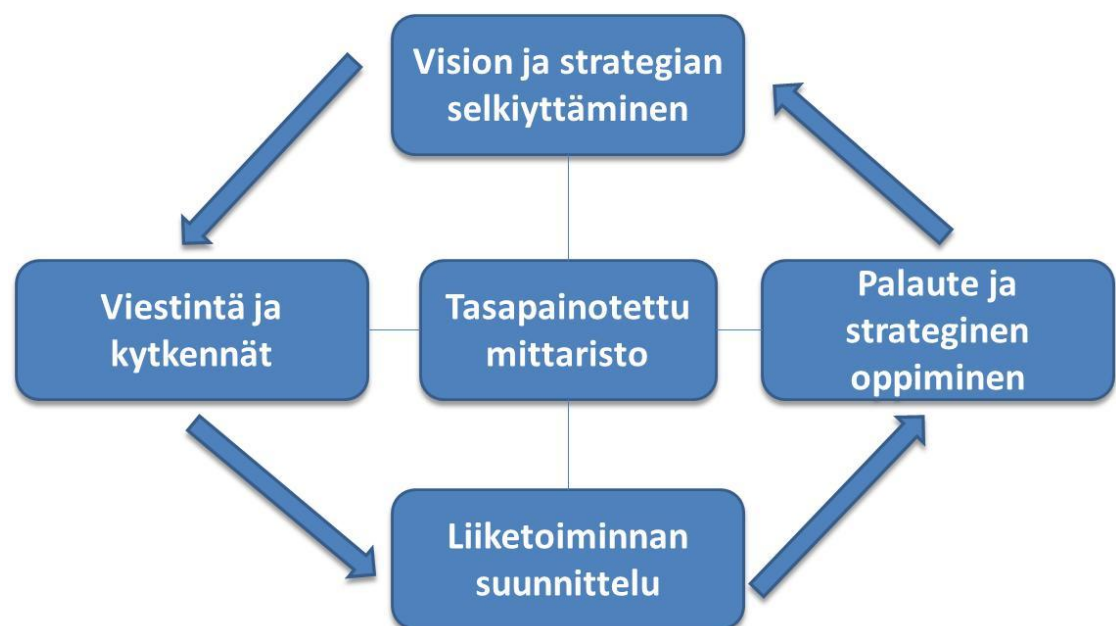 Vision ja strategian
selkiyttäminen
Viestintä ja
kytkennät
Tasapainotettu
mittaristo
Palaute ja
strateginen
oppiminen
Liiketoiminnan
suunnittelu